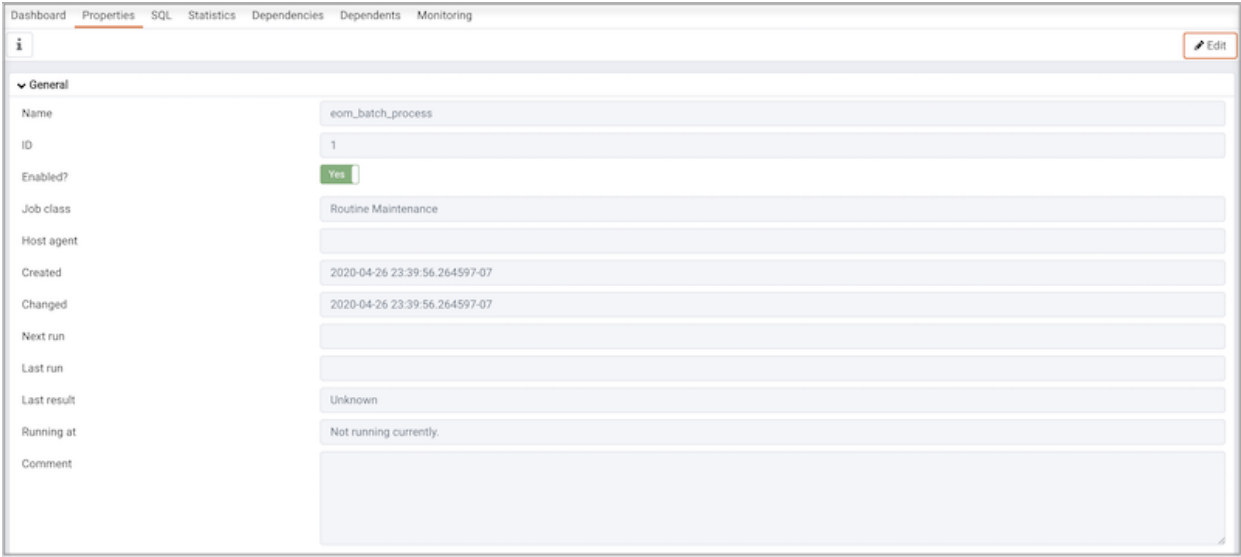 Dashboard Properties SQL Statistics Dependencies Dependents Monitoring
i Edit
General
Name eom_batch_process
ID 1
Enabled? Yes
Job class Routine Maintenance
Host agent
Created 2020-04-26 23:39:56.264597-07
Changed 2020-04-26 23:39:56.264597-07
Next run
Last run
Last result Unknown
Running at Not running currently.
Comment